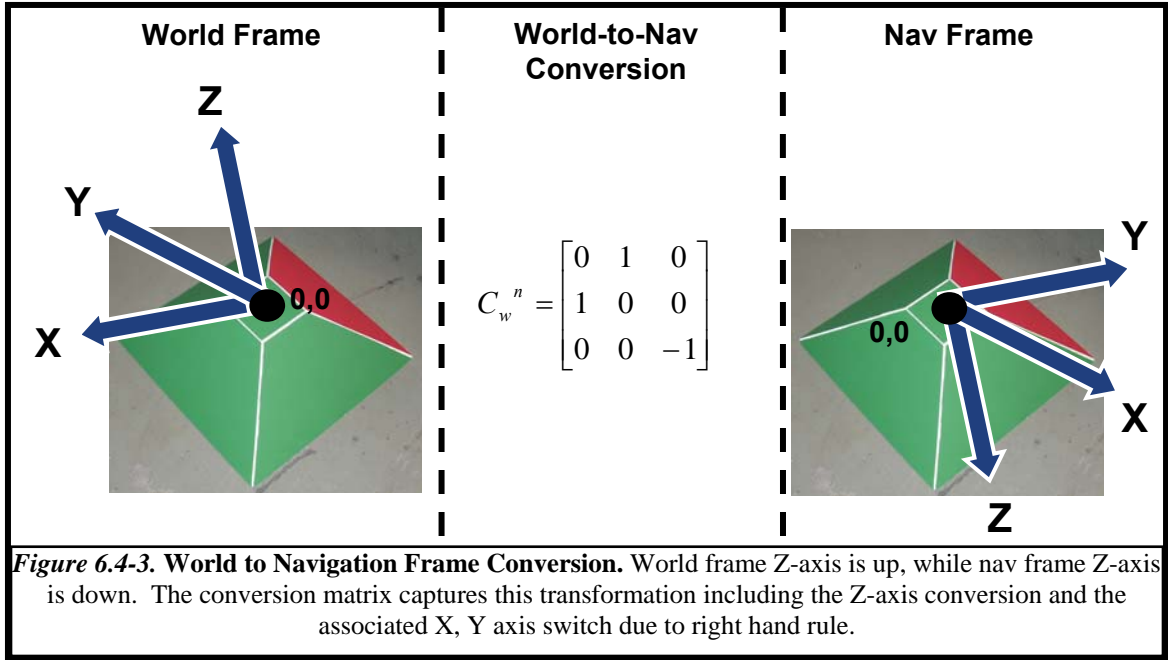 World Frame
World-to-Nav
Conversion
Nav Frame
Z
Y
X
0,0
C_w^n = [0 1 0
1 0 0
0 0 −1]
Y
0,0
X
Z
Figure 6.4-3. World to Navigation Frame Conversion. World frame Z-axis is up, while nav frame Z-axis
is down. The conversion matrix captures this transformation including the Z-axis conversion and the
associated X, Y axis switch due to right hand rule.